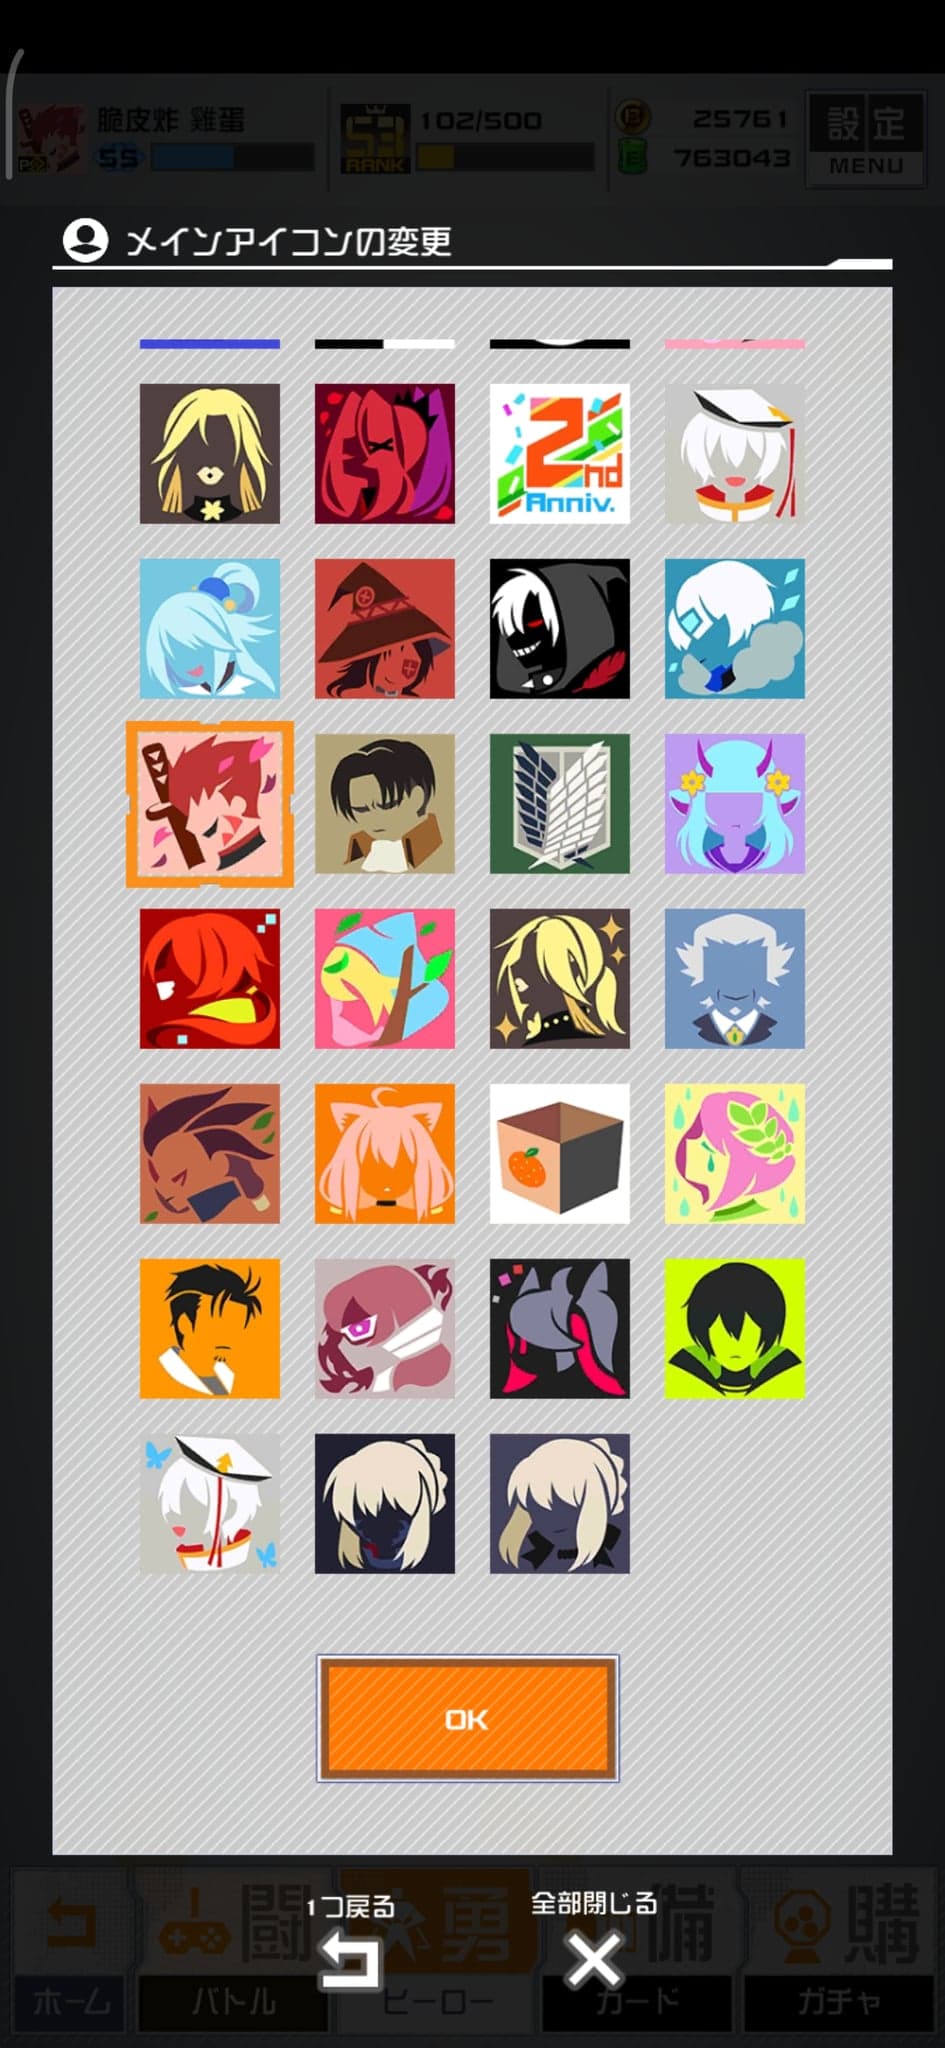 脆皮炸 雞蛋
55
53
RANK
102/500
25761
763043
設定
MENU
メインアイコンの変更
2nd
Anniv.
OK
1つ戻る
全部閉じる
闘
勇
備
購
ホーム
バトル
ヒーロー
カード
ガチャ